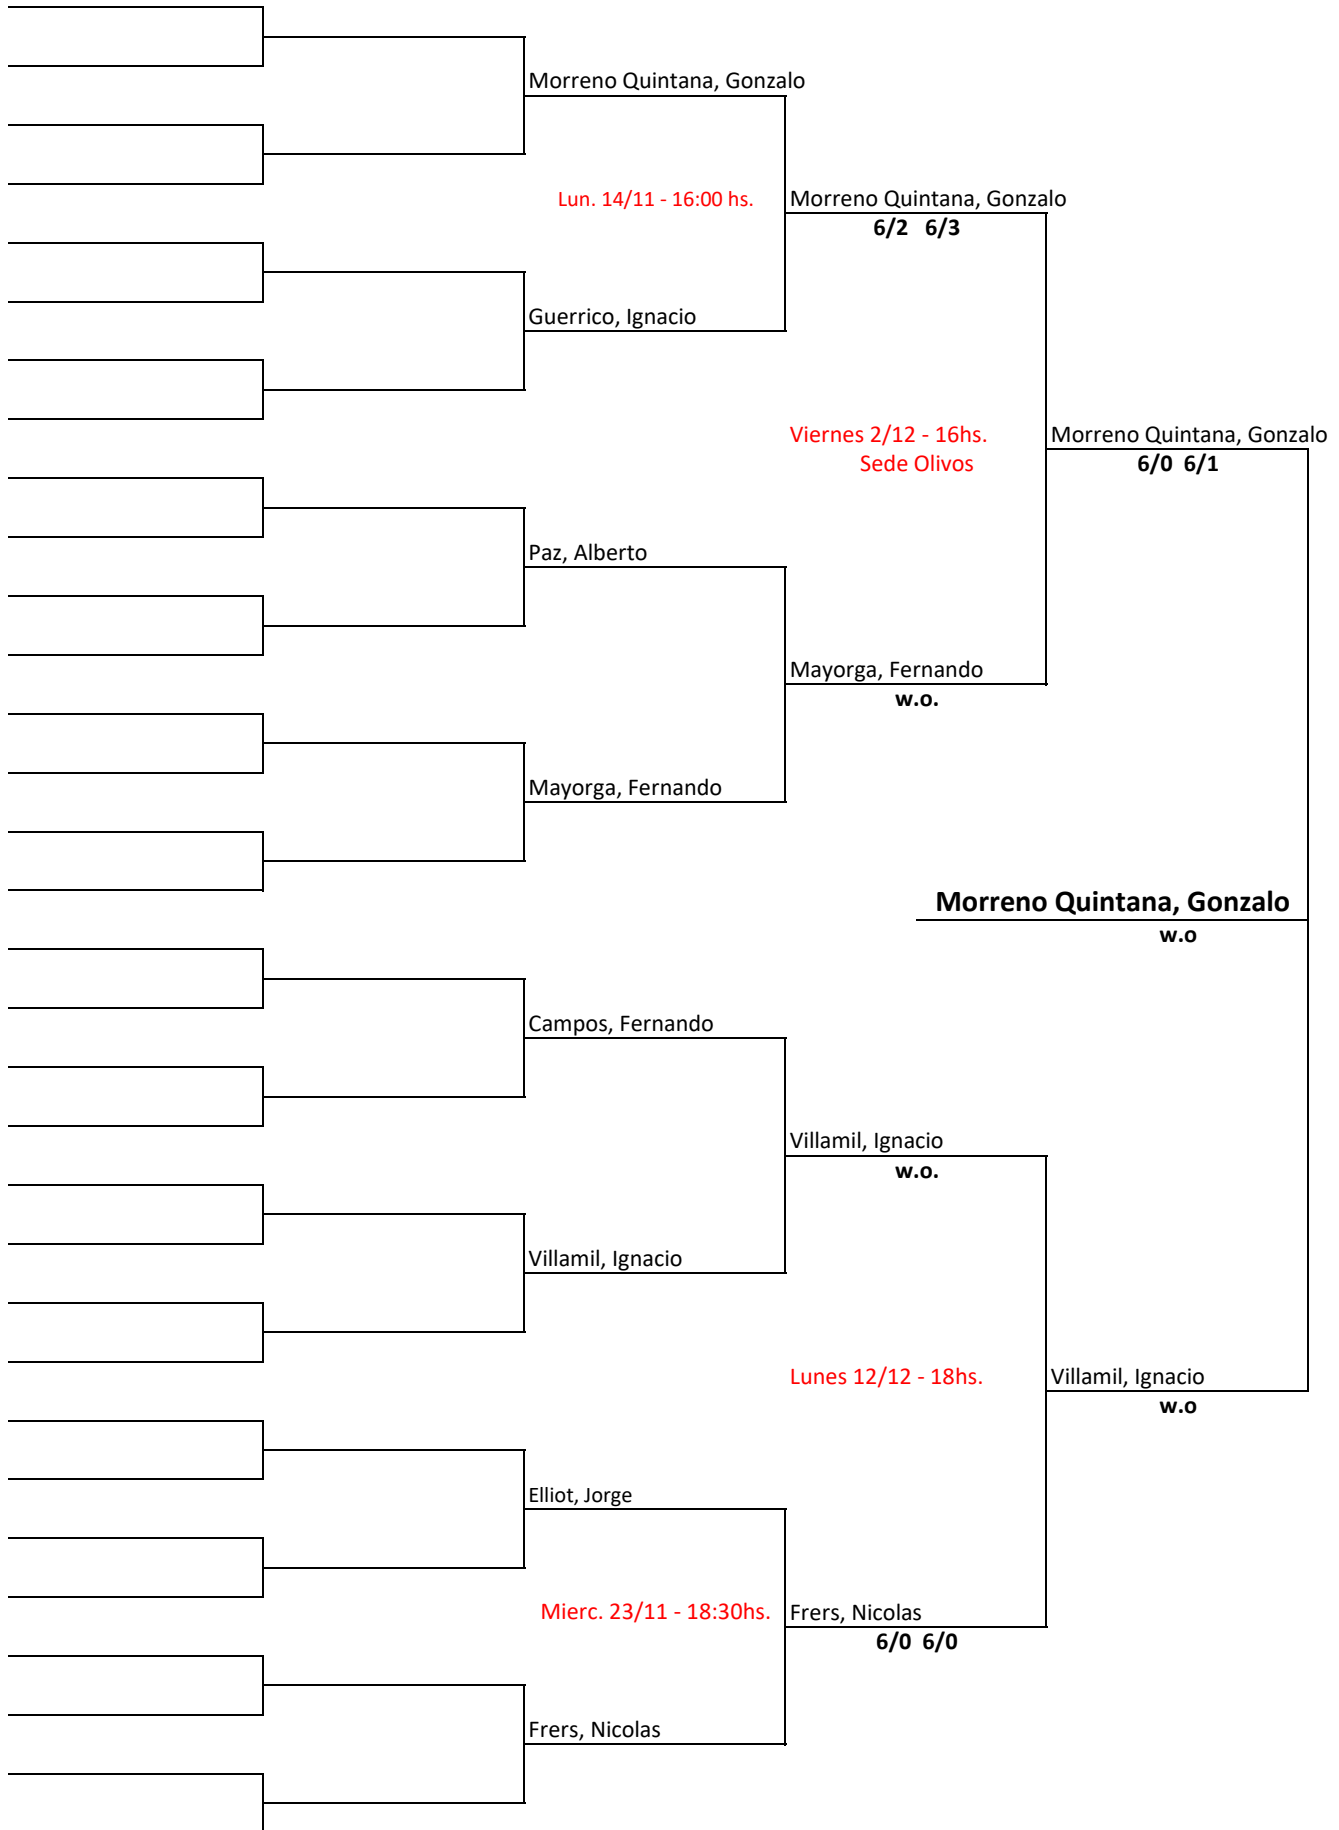 Morreno Quintana, Gonzalo
Lun. 14/11 - 16:00 hs.
Morreno Quintana, Gonzalo
6/2 6/3
Guerrico, Ignacio
Viernes 2/12 - 16hs.
Sede Olivos
Morreno Quintana, Gonzalo
6/0 6/1
Paz, Alberto
Mayorga, Fernando
w.o.
Mayorga, Fernando
Morreno Quintana, Gonzalo
w.o
Campos, Fernando
Villamil, Ignacio
w.o.
Villamil, Ignacio
Lunes 12/12 - 18hs.
Villamil, Ignacio
w.o
Elliot, Jorge
Mierc. 23/11 - 18:30hs.
Frers, Nicolas
6/0 6/0
Frers, Nicolas